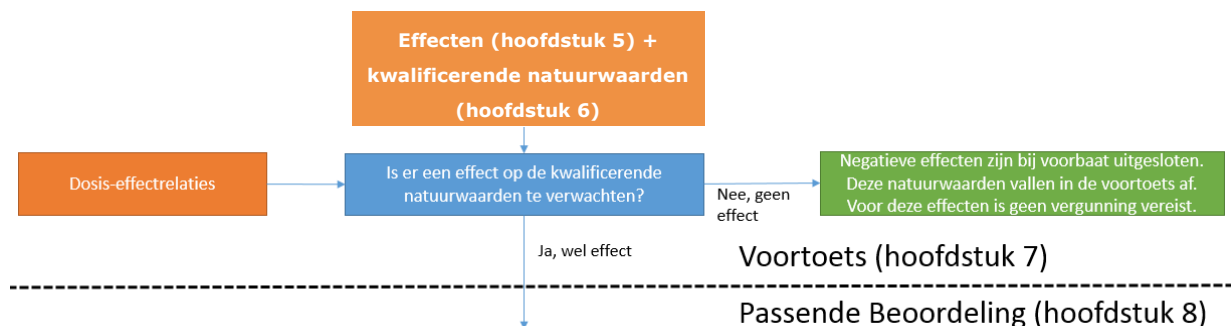 Effecten (hoofdstuk 5) +
kwalificerende natuurwaarden
(hoofdstuk 6)
Dosis-effectrelaties
Is er een effect op de kwalificerende
natuurwaarden te verwachten?
Nee, geen
effect
Negatieve effecten zijn bij voorbaat uitgesloten.
Deze natuurwaarden vallen in de voortoets af.
Voor deze effecten is geen vergunning vereist.
Ja, wel effect
Voortoets (hoofdstuk 7)
Passende Beoordeling (hoofdstuk 8)